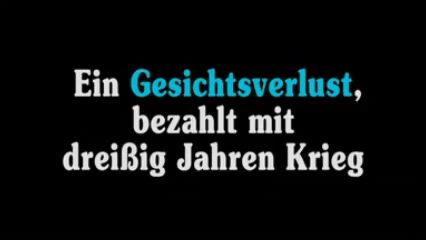 Ein Gesichtsverlust,
bezahlt mit
dreißig Jahren Krieg